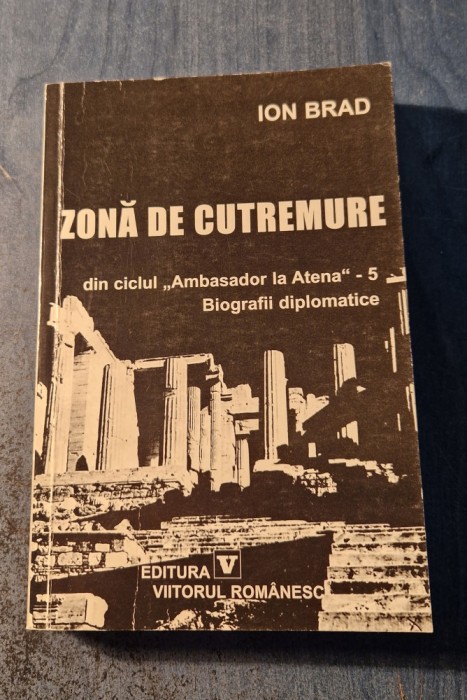 ION BRAD
ZONĂ DE CUTREMURE
din ciclul „Ambasador la Atena“ - 5
Biografii diplomatice
EDITURA V
VIITORUL ROMÂNESC